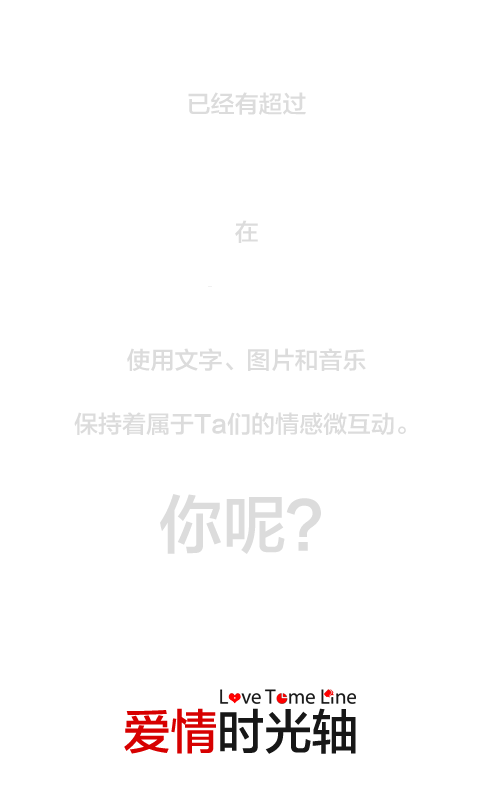 已经有超过
在
使用文字、图片和音乐
保持着属于Ta们的情感微互动。
你呢?
Love Tome Line
爱情时光轴